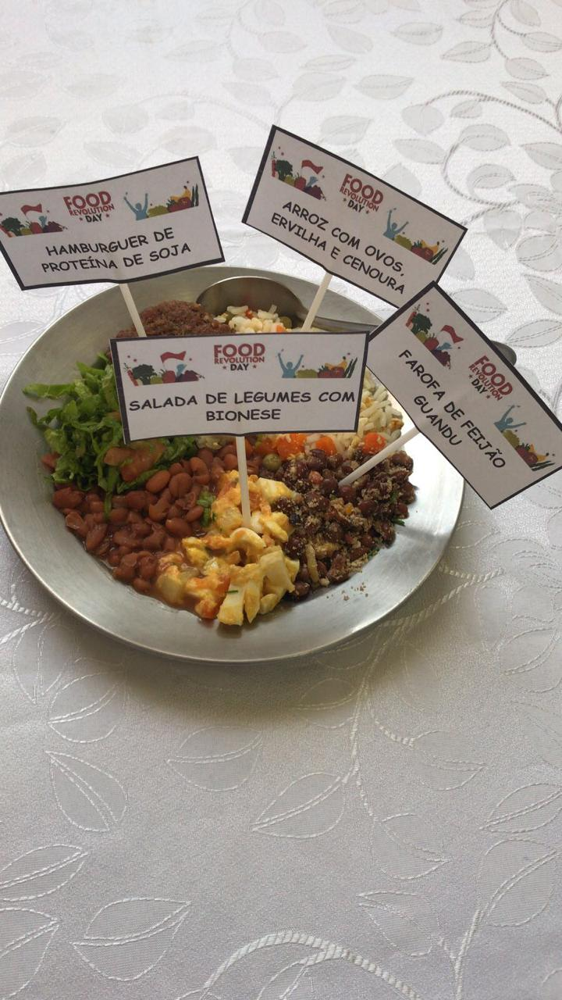 FOOD
REVOLUTION
DAY
HAMBURGUER DE
PROTEÍNA DE SOJA
FOOD
REVOLUTION
DAY
ARROZ COM OVOS,
ERVILHA E CENOURA
FOOD
REVOLUTION
DAY
SALADA DE LEGUMES COM
BIONESE
FOOD
REVOLUTION
DAY
FAROFA DE FEIJÃO
GUANDU